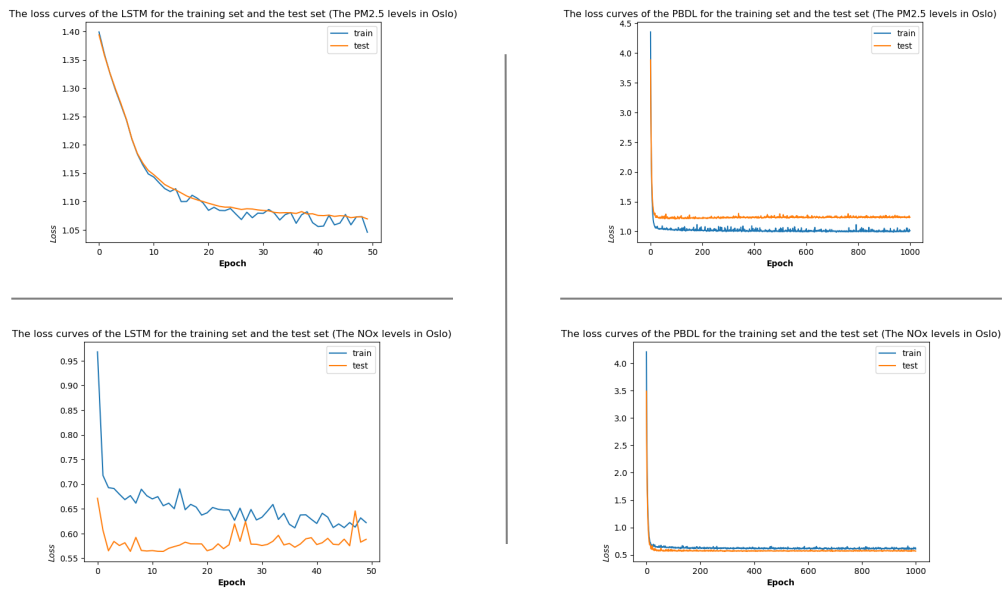 The loss curves of the LSTM for the training set and the test set (The PM2.5 levels in Oslo)
1.40
1.35
1.30
1.25
1.20
1.15
1.10
1.05
train
test
Loss
0 10 20 30 40 50
Epoch
The loss curves of the PBDL for the training set and the test set (The PM2.5 levels in Oslo)
4.5
4.0
3.5
3.0
2.5
2.0
1.5
1.0
train
test
Loss
0 200 400 600 800 1000
Epoch
The loss curves of the LSTM for the training set and the test set (The NOx levels in Oslo)
0.95
0.90
0.85
0.80
0.75
0.70
0.65
0.60
0.55
train
test
Loss
0 10 20 30 40 50
Epoch
The loss curves of the PBDL for the training set and the test set (The NOx levels in Oslo)
4.0
3.5
3.0
2.5
2.0
1.5
1.0
0.5
train
test
Loss
0 200 400 600 800 1000
Epoch